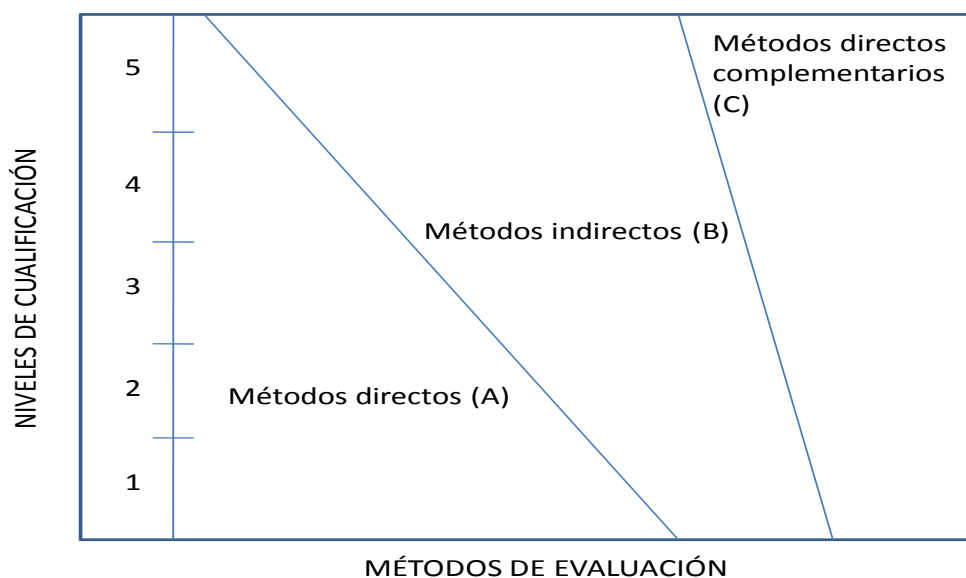 Métodos directos
complementarios
(C)
5
4
Métodos indirectos (B)
3
Métodos directos (A)
2
1
NIVELES DE CUALIFICACIÓN
MÉTODOS DE EVALUACIÓN